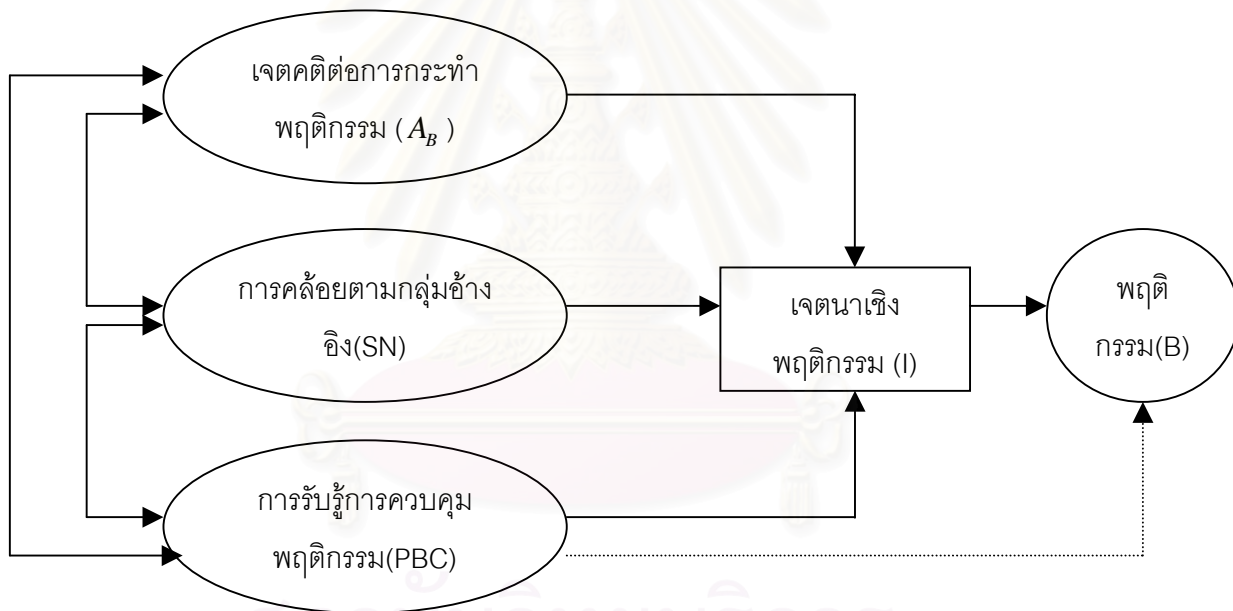 เจตคติต่อการกระทำ
พฤติกรรม ( A_B )
การคล้อยตามกลุ่มอ้าง
อิง(SN)
เจตนาเชิง
พฤติกรรม (I)
พฤติ
กรรม(B)
การรับรู้การควบคุม
พฤติกรรม(PBC)